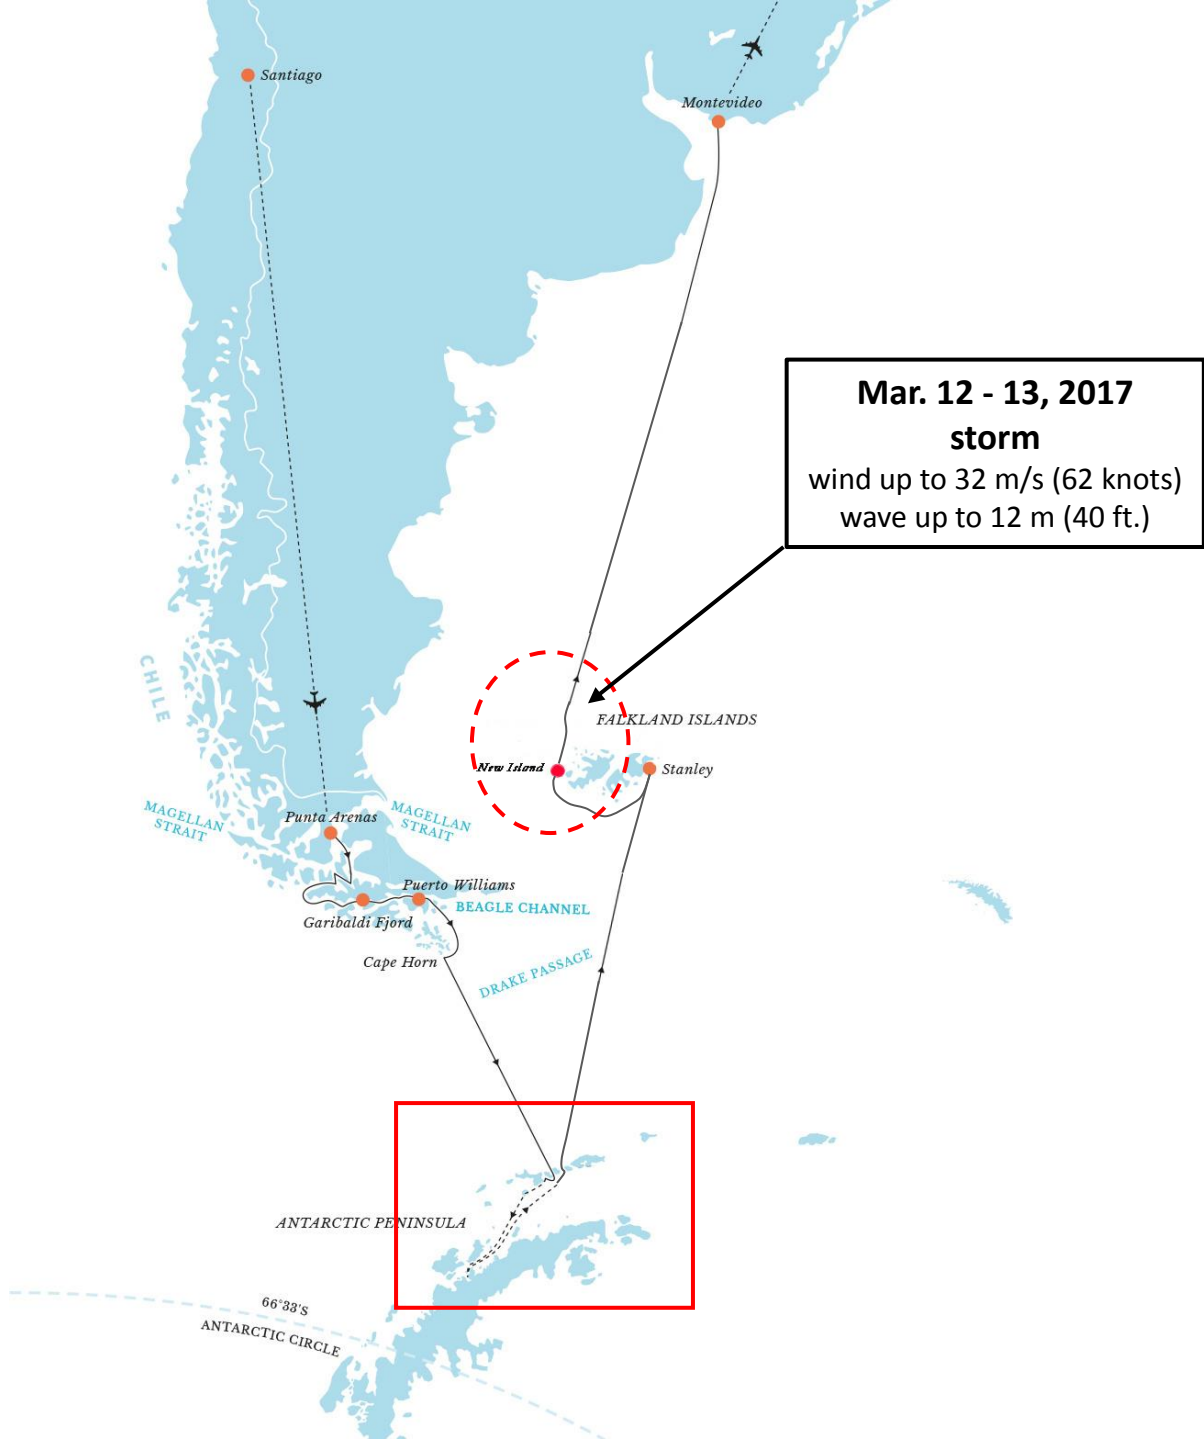 Santiago
Montevideo
Mar. 12 - 13, 2017
storm
wind up to 32 m/s (62 knots)
wave up to 12 m (40 ft.)
CHILE
FALKLAND ISLANDS
New Island
Stanley
MAGELLAN
STRAIT
Punta Arenas
MAGELLAN
STRAIT
Puerto Williams
BEAGLE CHANNEL
Garibaldi Fjord
Cape Horn
DRAKE PASSAGE
ANTARCTIC PENINSULA
66°33'S
ANTARCTIC CIRCLE